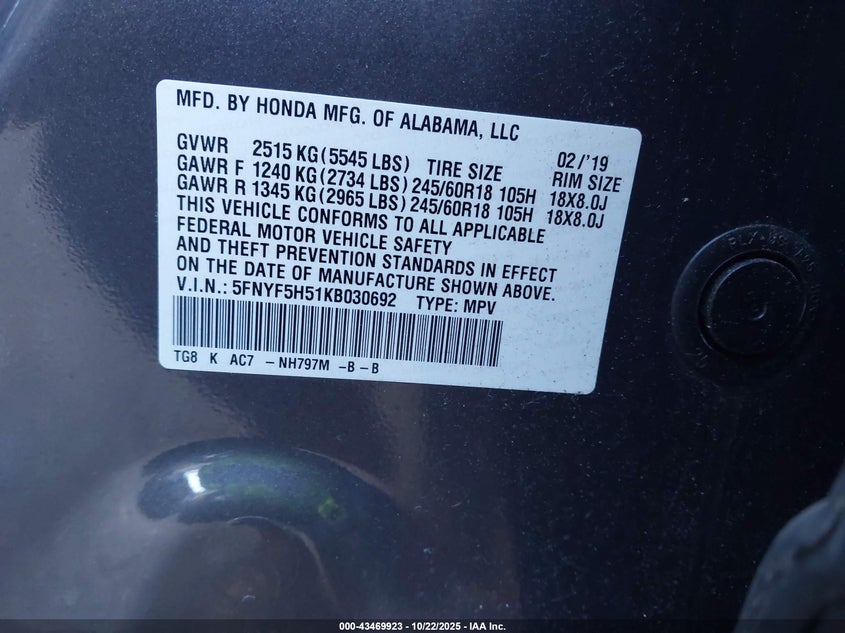 MFD. BY HONDA MFG. OF ALABAMA, LLC
GVWR 2515 KG (5545 LBS) TIRE SIZE 02/'19 RIM SIZE
GAWR F 1240 KG (2734 LBS) 245/60R18 105H 18X8.0J
GAWR R 1345 KG (2965 LBS) 245/60R18 105H 18X8.0J
THIS VEHICLE CONFORMS TO ALL APPLICABLE
FEDERAL MOTOR VEHICLE SAFETY
AND THEFT PREVENTION STANDARDS IN EFFECT
ON THE DATE OF MANUFACTURE SHOWN ABOVE.
V.I.N.: 5FNYF5H51KB030692 TYPE: MPV
TG8 K AC7 -NH797M -B-B
000-43469923 - 10/22/2025 - IAA Inc.